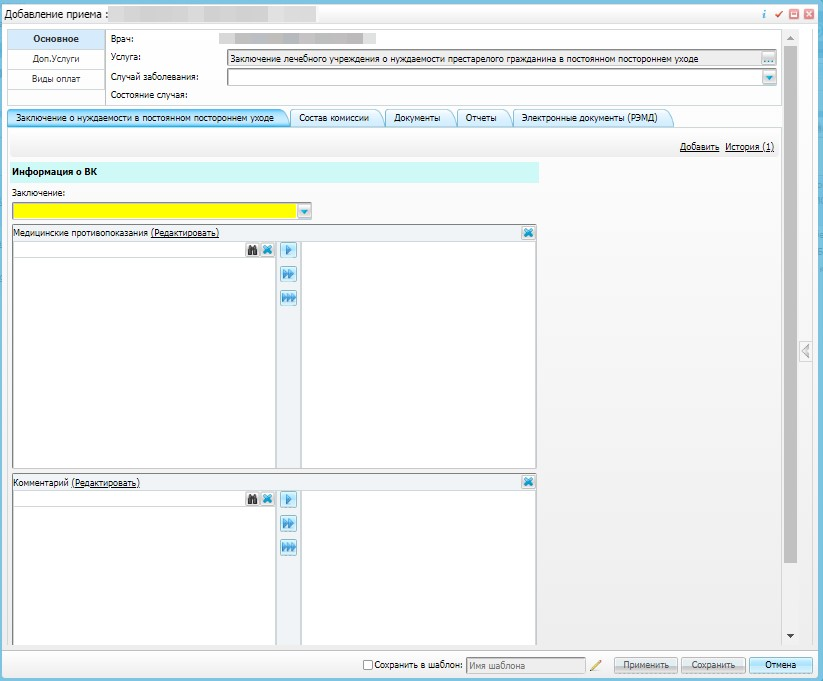 Добавление приема :
Основное
Доп.Услуги
Виды оплат
Врач:
Услуга:
Заключение лечебного учреждения о нуждаемости престарелого гражданина в постоянном постороннем уходе
Случай заболевания:
Состояние случая:
Заключение о нуждаемости в постоянном постороннем уходе
Состав комиссии
Документы
Отчеты
Электронные документы (РЭМД)
Добавить История (1)
Информация о ВК
Заключение:
Медицинские противопоказания (Редактировать)
Комментарий (Редактировать)
Сохранить в шаблон:
Имя шаблона
Применить
Сохранить
Отмена